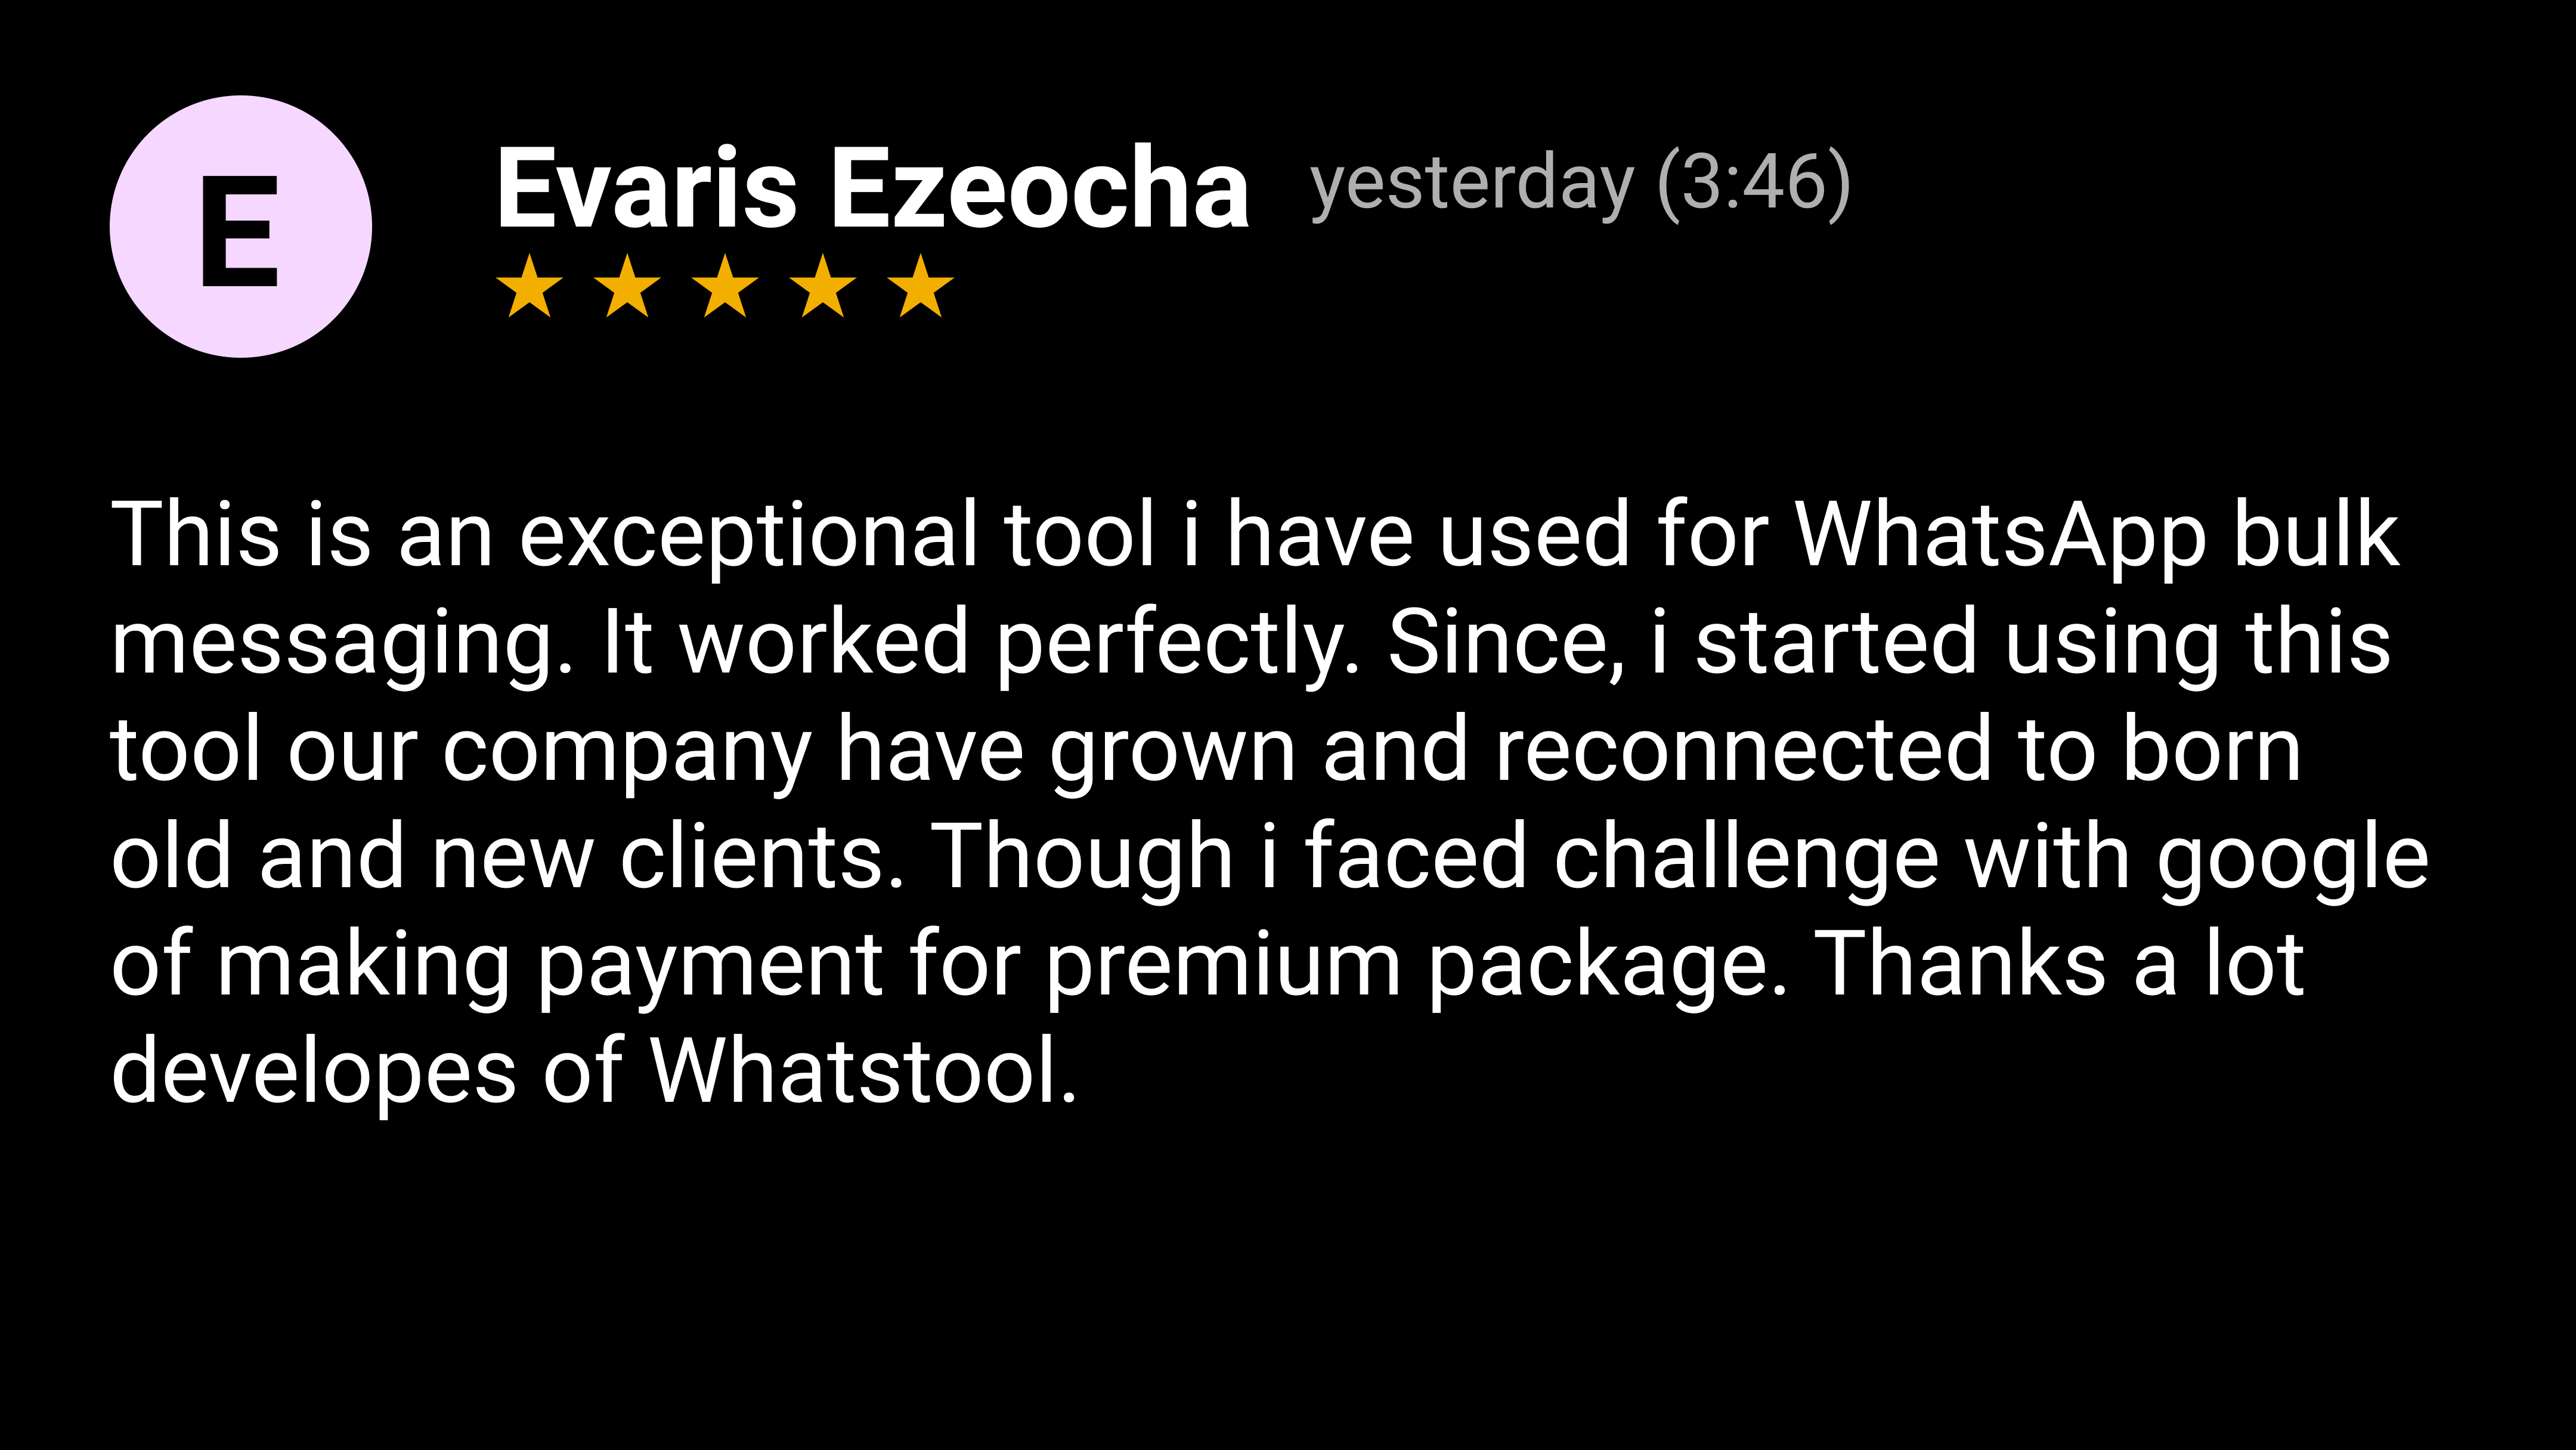 E
Evaris Ezeocha yesterday (3:46)
★ ★ ★ ★ ★
This is an exceptional tool i have used for WhatsApp bulk
messaging. It worked perfectly. Since, i started using this
tool our company have grown and reconnected to born
old and new clients. Though i faced challenge with google
of making payment for premium package. Thanks a lot
developes of Whatstool.